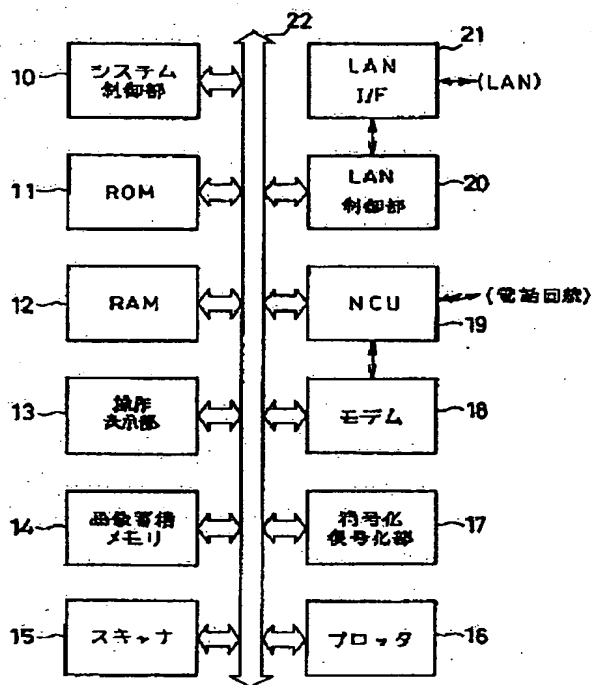 22
10
システム
制御部
21
LAN
I/F
(LAN)
11
ROM
LAN
制御部
20
12
RAM
NCU
(電話回線)
19
13
操作
表示部
モデム
18
14
画像蓄積
メモリ
符号化
復号化部
17
15
スキャナ
プロッタ
16